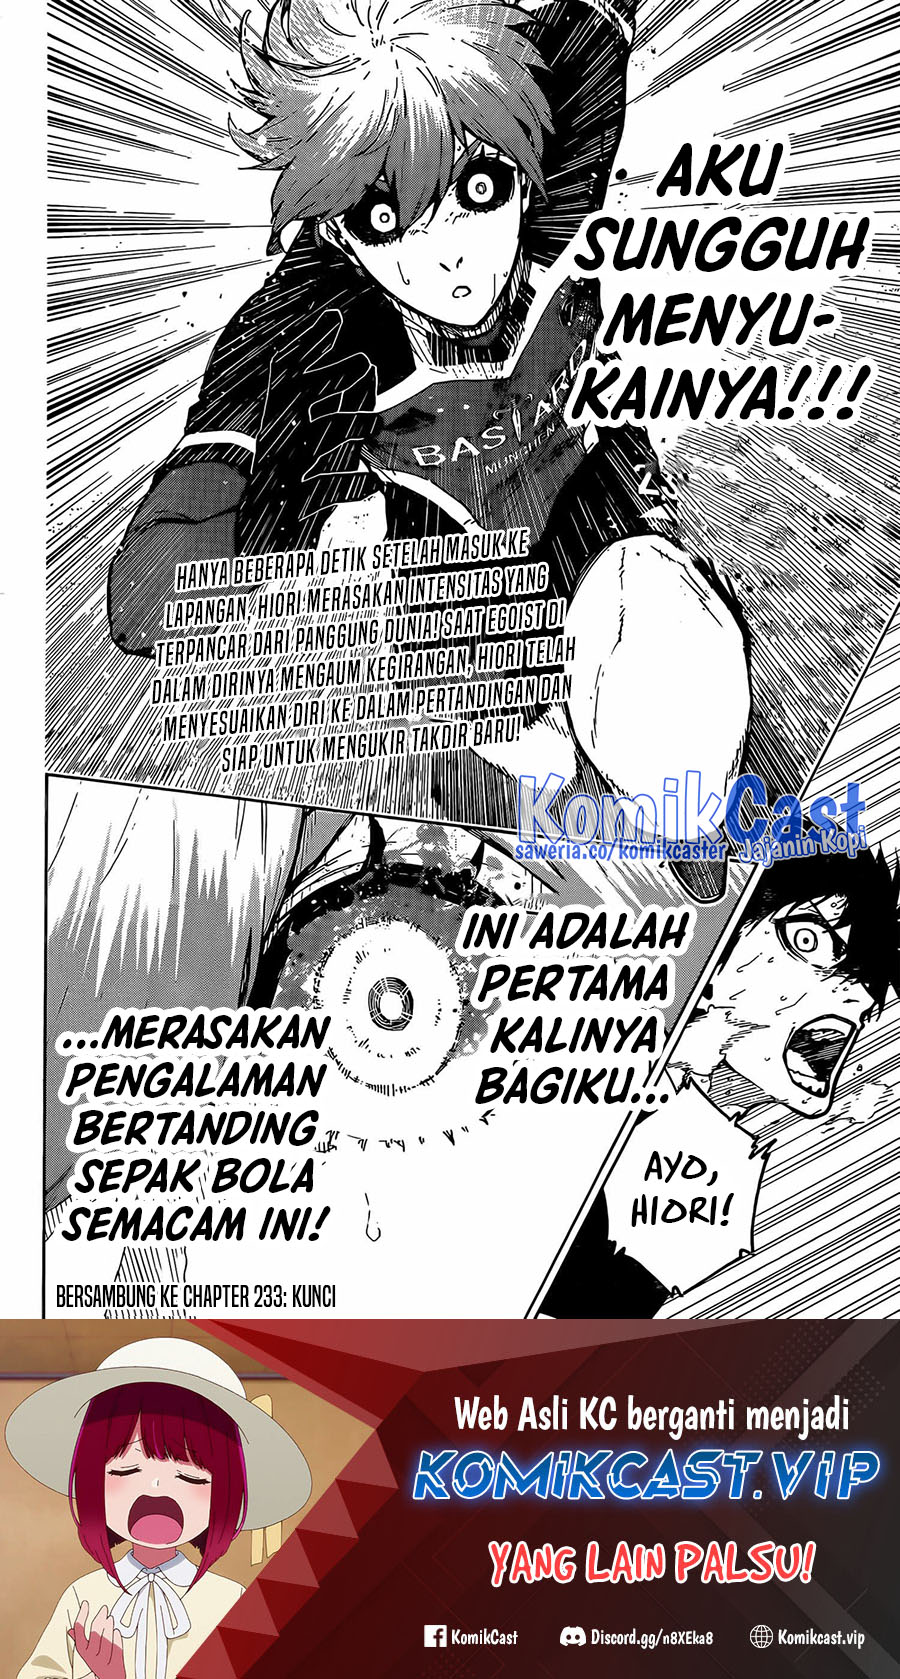 AKU
SUNGGUH
MENYU-
KAINYA!!!
BASTARD
MÜNCHEN
HANYA BEBERAPA DETIK SETELAH MASUK KE
LAPANGAN, HIORI MERASAKAN INTENSITAS YANG
TERPANCAR DARI PANGGUNG DUNIA! SAAT EGOIST DI
DALAM DIRINYA MENGAUM KEGIRANGAN, HIORI TELAH
MENYESUAIKAN DIRI KE DALAM PERTANDINGAN DAN
SIAP UNTUK MENGUKIR TAKDIR BARU!
KomikCast
saweria.co/komikcaster Jajanin Kopi
INI ADALAH
PERTAMA
KALINYA
BAGIKU...
...MERASAKAN
PENGALAMAN
BERTANDING
SEPAK BOLA
SEMACAM INI!
AYO,
HIORI!
BERSAMBUNG KE CHAPTER 233: KUNCI
Web Asli KC berganti menjadi
KOMIKCAST.VIP
YANG LAIN PALSU!
KomikCast Discord.gg/n8XEka8 Komikcast.vip